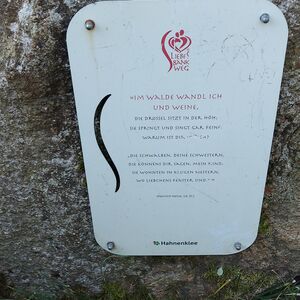 LIEBES
BANK
WEG
»IM WALDE WANDL ICH
UND WEINE,
DIE DROSSEL SITZT IN DER HÖH;
SIE SPRINGT UND SINGT GAR FEIN:
WARUM IST DIR
„DIE SCHWALBEN, DEINE SCHWESTERN,
DIE KÖNNENS DIR SAGEN, MEIN KIND;
SIE WOHNTEN IN KLUGEN NESTERN,
WO LIEBCHENS FENSTER SIND.
Hahnenklee